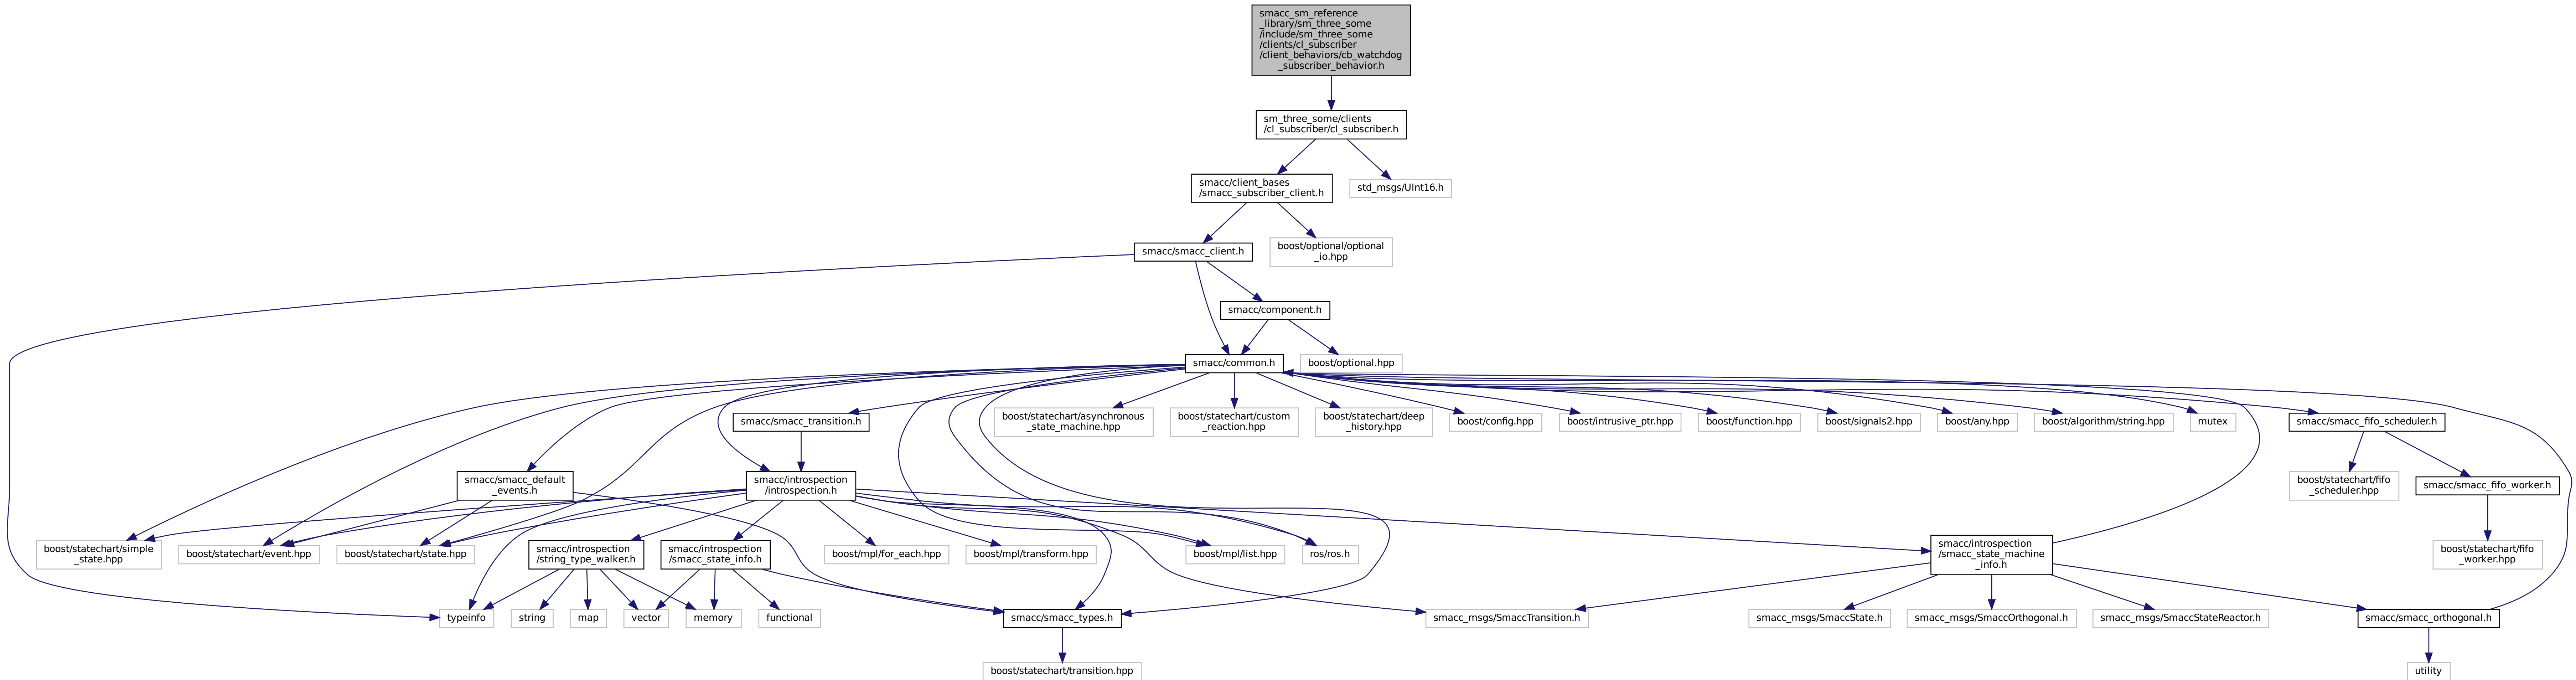 smacc_sm_reference
_library/sm_three_some
/include/sm_three_some
/clients/cl_subscriber
/client_behaviors/cb_watchdog
_subscriber_behavior.h
sm_three_some/clients
/cl_subscriber/cl_subscriber.h
smacc/client_bases
/smacc_subscriber_client.h
std_msgs/UInt16.h
smacc/smacc_client.h
boost/optional/optional
_io.hpp
smacc/component.h
smacc/common.h
boost/optional.hpp
smacc/smacc_transition.h
boost/statechart/asynchronous
_state_machine.hpp
boost/statechart/custom
_reaction.hpp
boost/statechart/deep
_history.hpp
boost/config.hpp
boost/intrusive_ptr.hpp
boost/function.hpp
boost/signals2.hpp
boost/any.hpp
boost/algorithm/string.hpp
mutex
smacc/smacc_fifo_scheduler.h
smacc/smacc_default
_events.h
smacc/introspection
/introspection.h
boost/statechart/fifo
_scheduler.hpp
smacc/smacc_fifo_worker.h
boost/statechart/simple
_state.hpp
boost/statechart/event.hpp
boost/statechart/state.hpp
smacc/introspection
/string_type_walker.h
smacc/introspection
/smacc_state_info.h
boost/mpl/for_each.hpp
boost/mpl/transform.hpp
boost/mpl/list.hpp
ros/ros.h
smacc/introspection
/smacc_state_machine
_info.h
boost/statechart/fifo
_worker.hpp
typeinfo
string
map
vector
memory
functional
smacc/smacc_types.h
smacc_msgs/SmaccTransition.h
smacc_msgs/SmaccState.h
smacc_msgs/SmaccOrthogonal.h
smacc_msgs/SmaccStateReactor.h
smacc/smacc_orthogonal.h
boost/statechart/transition.hpp
utility